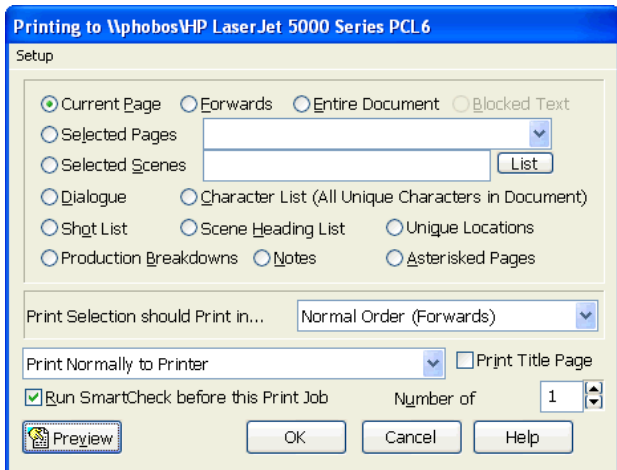 Printing to \\phobos\HP LaserJet 5000 Series PCL6
Setup
Current Page Forwards Entire Document Blocked Text
Selected Pages
Selected Scenes List
Dialogue Character List (All Unique Characters in Document)
Shot List Scene Heading List Unique Locations
Production Breakdowns Notes Asterisked Pages
Print Selection should Print in... Normal Order (Forwards)
Print Normally to Printer Print Title Page
Run SmartCheck before this Print Job Number of 1
Preview OK Cancel Help